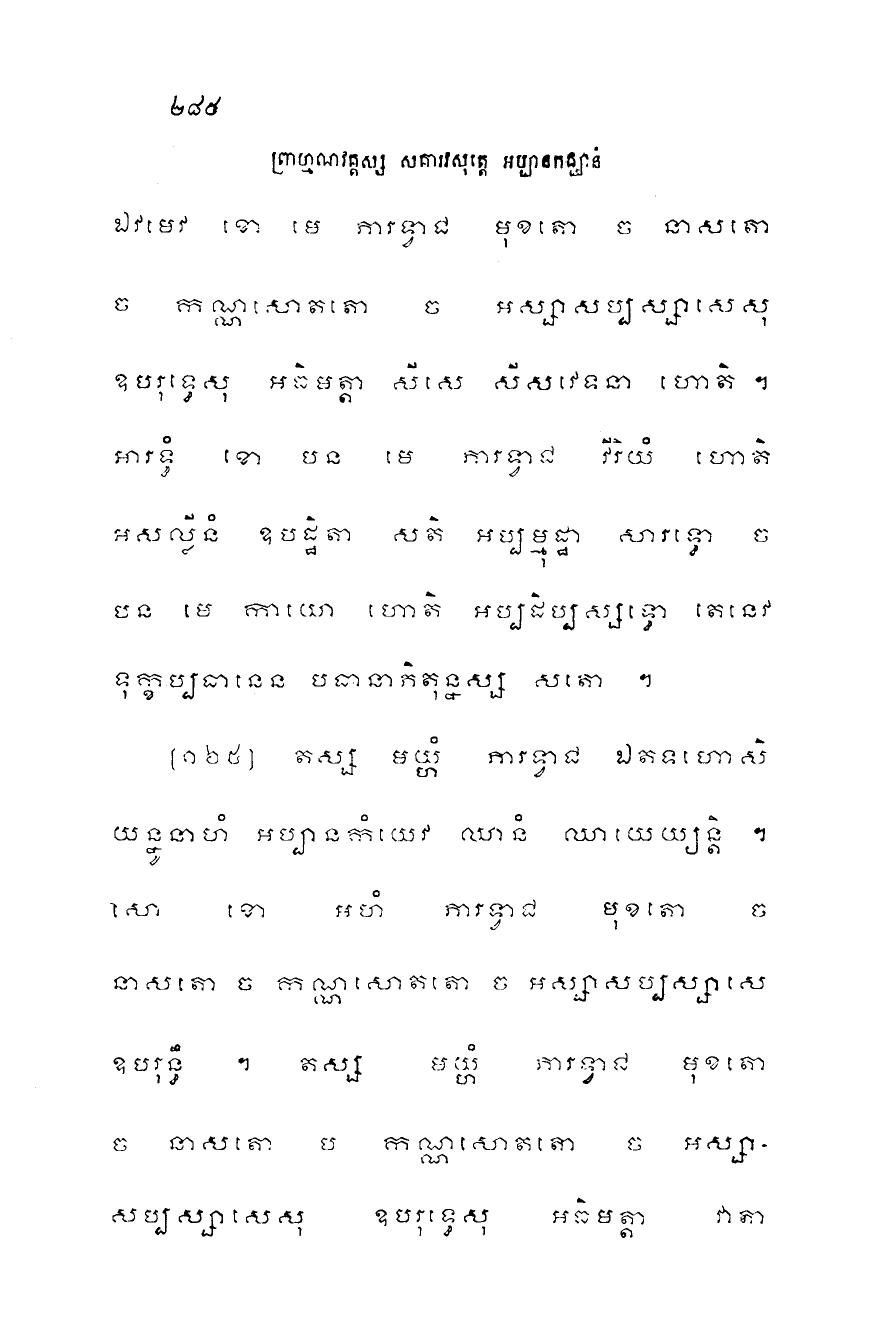 ២៨៤
ព្រាហ្មណវគ្គស្ស សគារវសុត្តេ អប្បានកជ្ឈានំ
ឯវមេវ ខោ មេ ភារទ្វាជ មុខតោ ច នាសតោ
ច កណ្ណសោតតោ ច អស្សាសប្បស្សាសេសុ
ឧបរុទ្ធេសុ អធិមត្តា សីសេ សីសវេទនា ហោតិ ។
អារទ្ធំ ខោ បន មេ ភារទ្វាជ វីរិយំ ហោតិ
អសល្លីនំ ឧបដ្ឋិតា សតិ អប្បម្មុដ្ឋា សារទ្ធោ ច
បន មេ កាយោ ហោតិ អប្បដិប្បស្សទ្ធោ តេនេវ
ទុក្ខប្បធានេន បធានាភិតុន្នស្ស សតោ ។
[១៦៥] តស្ស មយ្ហំ ភារទ្វាជ ឯតទហោសិ
យន្នូនាហំ អប្បានកំយេវ ឈានំ ឈាយេយ្យន្តិ ។
សោ ខោ អហំ ភារទ្វាជ មុខតោ ច
នាសតោ ច កណ្ណសោតតោ ច អស្សាសប្បស្សាសេ
ឧបរុន្ធឹ ។ តស្ស មយ្ហំ ភារទ្វាជ មុខតោ
ច នាសតោ ប កណ្ណសោតតោ ច អស្សា-
សប្បស្សាសេសុ ឧបរុទ្ធេសុ អធិមត្តា វាតា